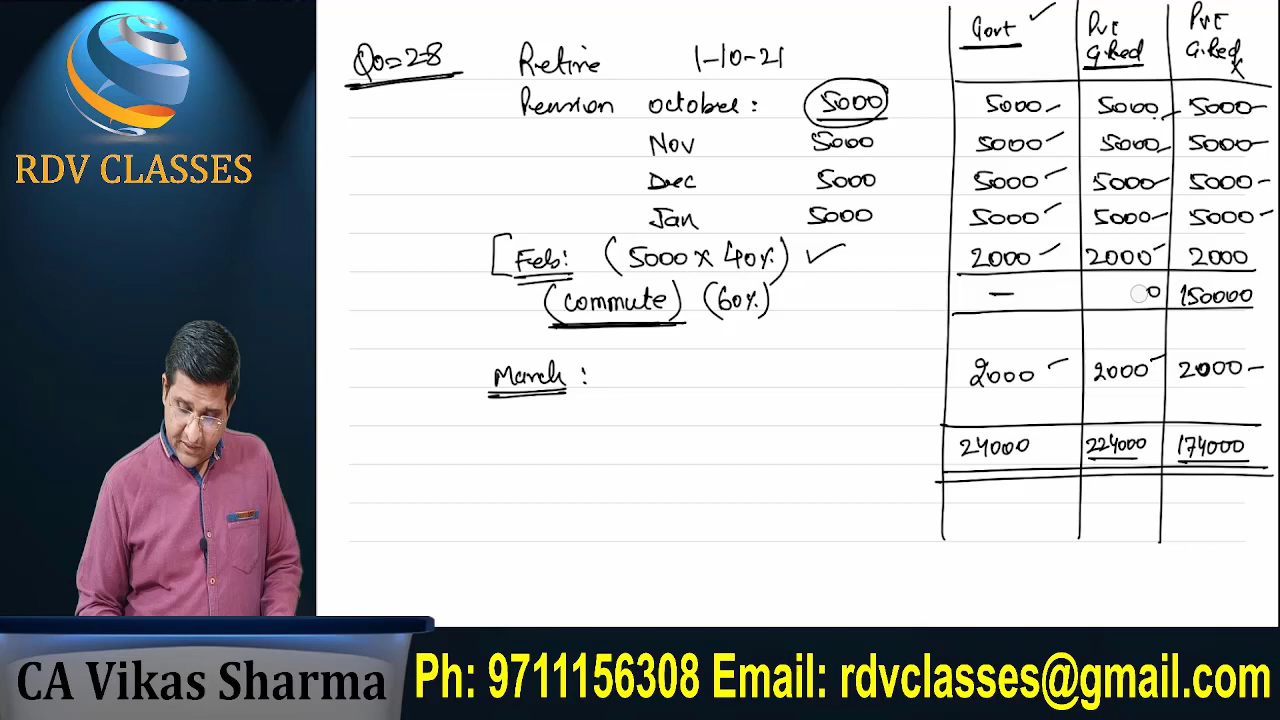 Govt ✓ Pvt G.Red Pvt G.Red x
Qo=28 Retire 1-10-21
Pension october : 5000 5000 5000 5000
Nov 5000 5000 5000 5000
Dec 5000 5000 5000 5000
Jan 5000 5000 5000 5000
RDV CLASSES
[Feb: (5000 x 40%) ✓ 2000 2000 2000
(commute) (60%) — 0 150000
March : 2000 2000 2000
24000 224000 174000
CA Vikas Sharma
Ph: 9711156308 Email: rdvclasses@gmail.com